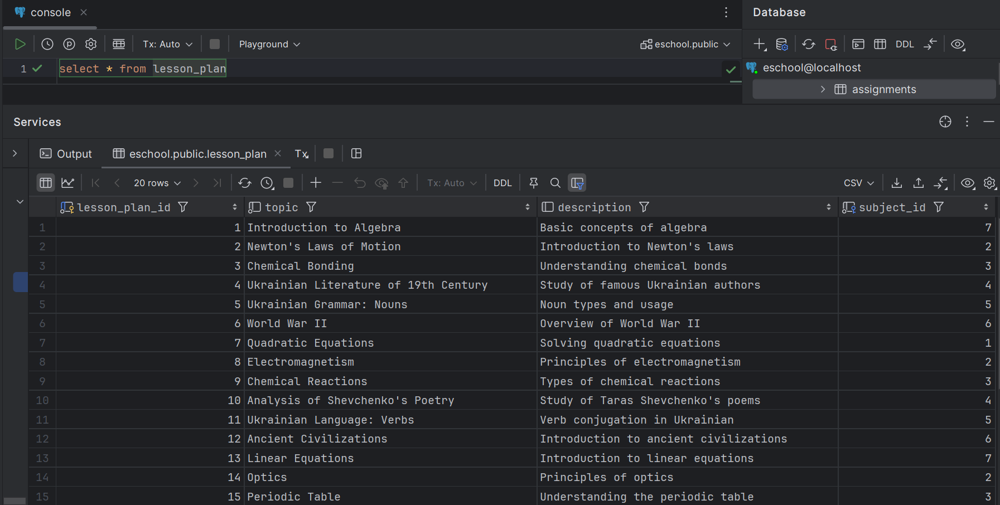 console
Database
Tx: Auto
Playground
eschool.public
DDL
1 select * from lesson_plan
eschool@localhost
assignments
Services
Output
eschool.public.lesson_plan
Tx
20 rows
Tx: Auto
DDL
CSV
lesson_plan_id topic description subject_id
1 1 Introduction to Algebra Basic concepts of algebra 7
2 2 Newton's Laws of Motion Introduction to Newton's laws 2
3 3 Chemical Bonding Understanding chemical bonds 3
4 4 Ukrainian Literature of 19th Century Study of famous Ukrainian authors 4
5 5 Ukrainian Grammar: Nouns Noun types and usage 5
6 6 World War II Overview of World War II 6
7 7 Quadratic Equations Solving quadratic equations 1
8 8 Electromagnetism Principles of electromagnetism 2
9 9 Chemical Reactions Types of chemical reactions 3
10 10 Analysis of Shevchenko's Poetry Study of Taras Shevchenko's poems 4
11 11 Ukrainian Language: Verbs Verb conjugation in Ukrainian 5
12 12 Ancient Civilizations Introduction to ancient civilizations 6
13 13 Linear Equations Introduction to linear equations 7
14 14 Optics Principles of optics 2
15 15 Periodic Table Understanding the periodic table 3